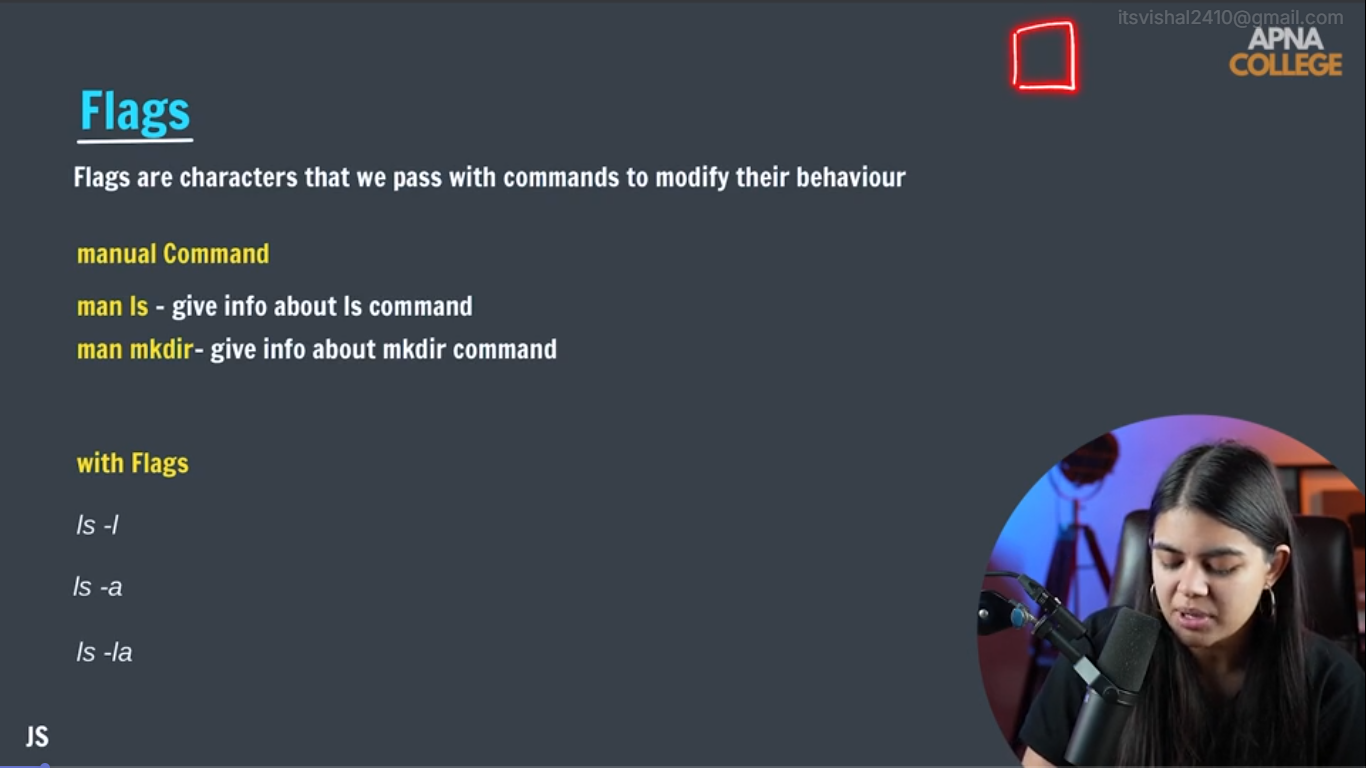 itsvishal2410@gmail.com
APNA
COLLEGE
Flags
Flags are characters that we pass with commands to modify their behaviour
manual Command
man ls - give info about ls command
man mkdir- give info about mkdir command
with Flags
ls -l
ls -a
ls -la
JS